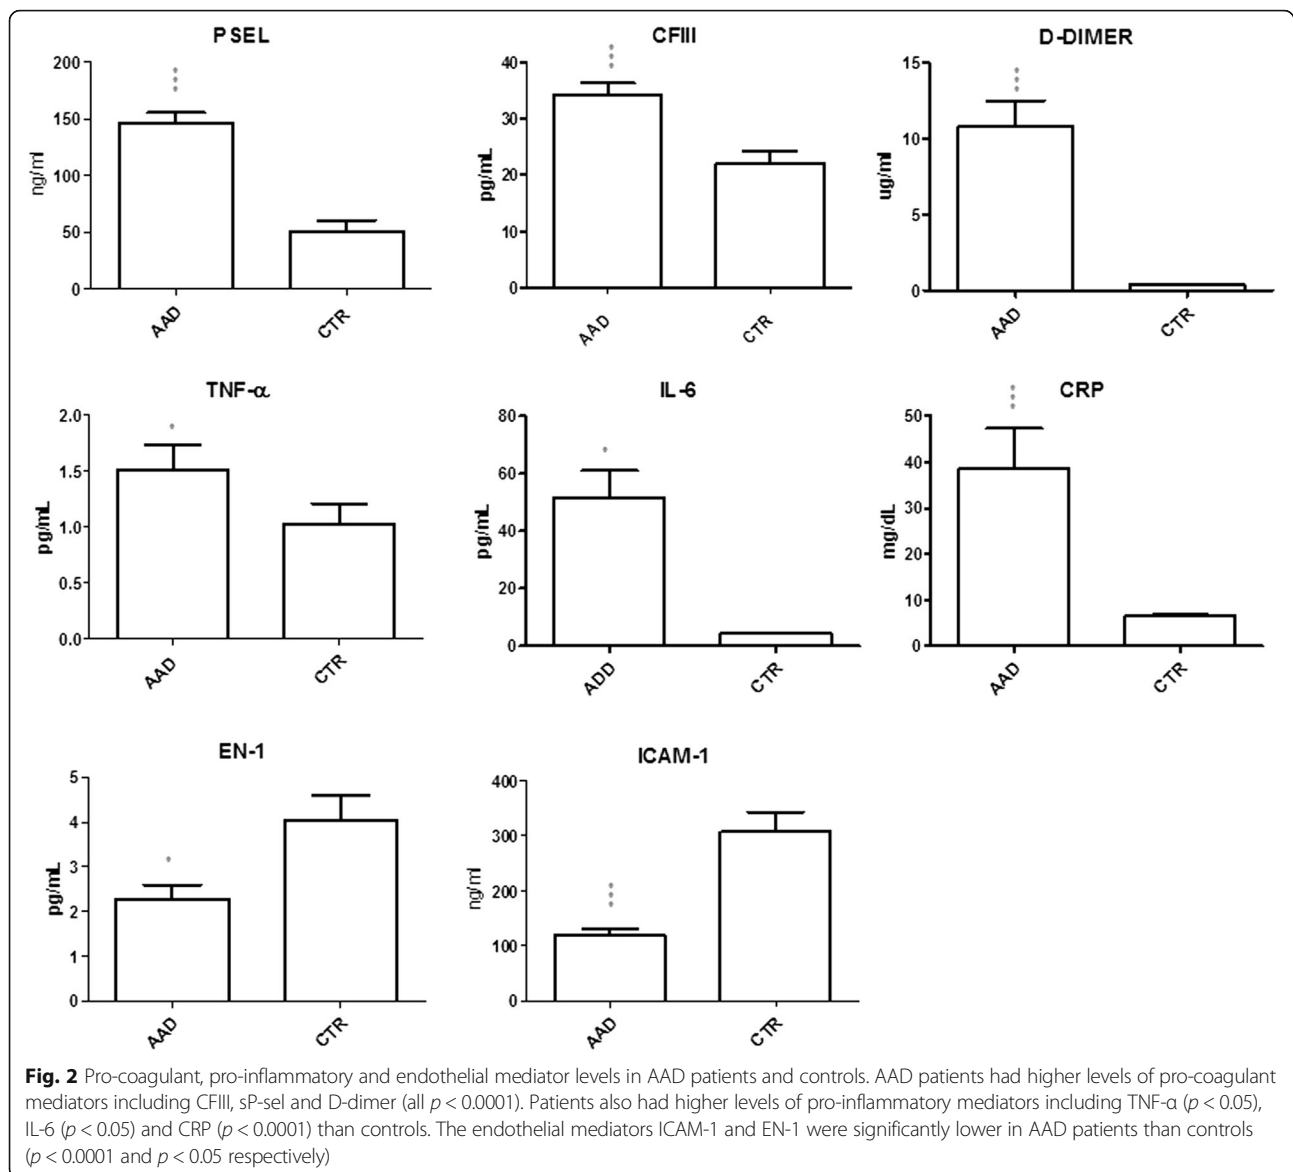 PSEL
200
150
100
50
0
ng/ml
AAD
CTR
CFIII
40
30
20
10
0
pg/mL
AAD
CTR
D-DIMER
15
10
5
0
ug/ml
AAD
CTR
TNF-α
2.0
1.5
1.0
0.5
0.0
pg/mL
AAD
CTR
IL-6
80
60
40
20
0
pg/mL
ADD
CTR
CRP
50
40
30
20
10
0
mg/dL
AAD
CTR
EN-1
5
4
3
2
1
0
pg/mL
AAD
CTR
ICAM-1
400
300
200
100
0
ng/ml
AAD
CTR
Fig. 2 Pro-coagulant, pro-inflammatory and endothelial mediator levels in AAD patients and controls. AAD patients had higher levels of pro-coagulant
mediators including CFIII, sP-sel and D-dimer (all p < 0.0001). Patients also had higher levels of pro-inflammatory mediators including TNF-α (p < 0.05),
IL-6 (p < 0.05) and CRP (p < 0.0001) than controls. The endothelial mediators ICAM-1 and EN-1 were significantly lower in AAD patients than controls
(p < 0.0001 and p < 0.05 respectively)